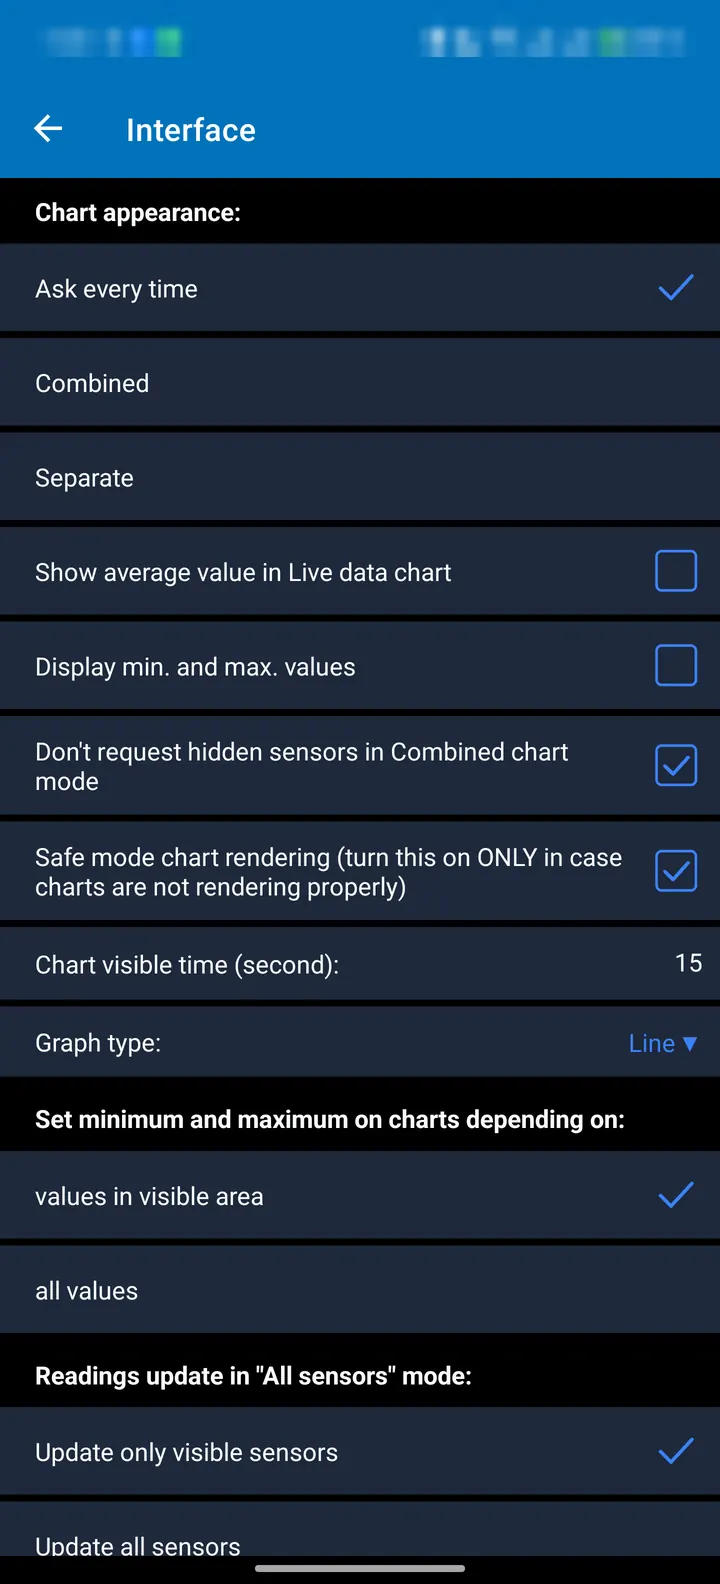 Interface
Chart appearance:
Ask every time
Combined
Separate
Show average value in Live data chart
Display min. and max. values
Don't request hidden sensors in Combined chart
mode
Safe mode chart rendering (turn this on ONLY in case
charts are not rendering properly)
Chart visible time (second):
15
Graph type:
Line ▼
Set minimum and maximum on charts depending on:
values in visible area
all values
Readings update in "All sensors" mode:
Update only visible sensors
Update all sensors